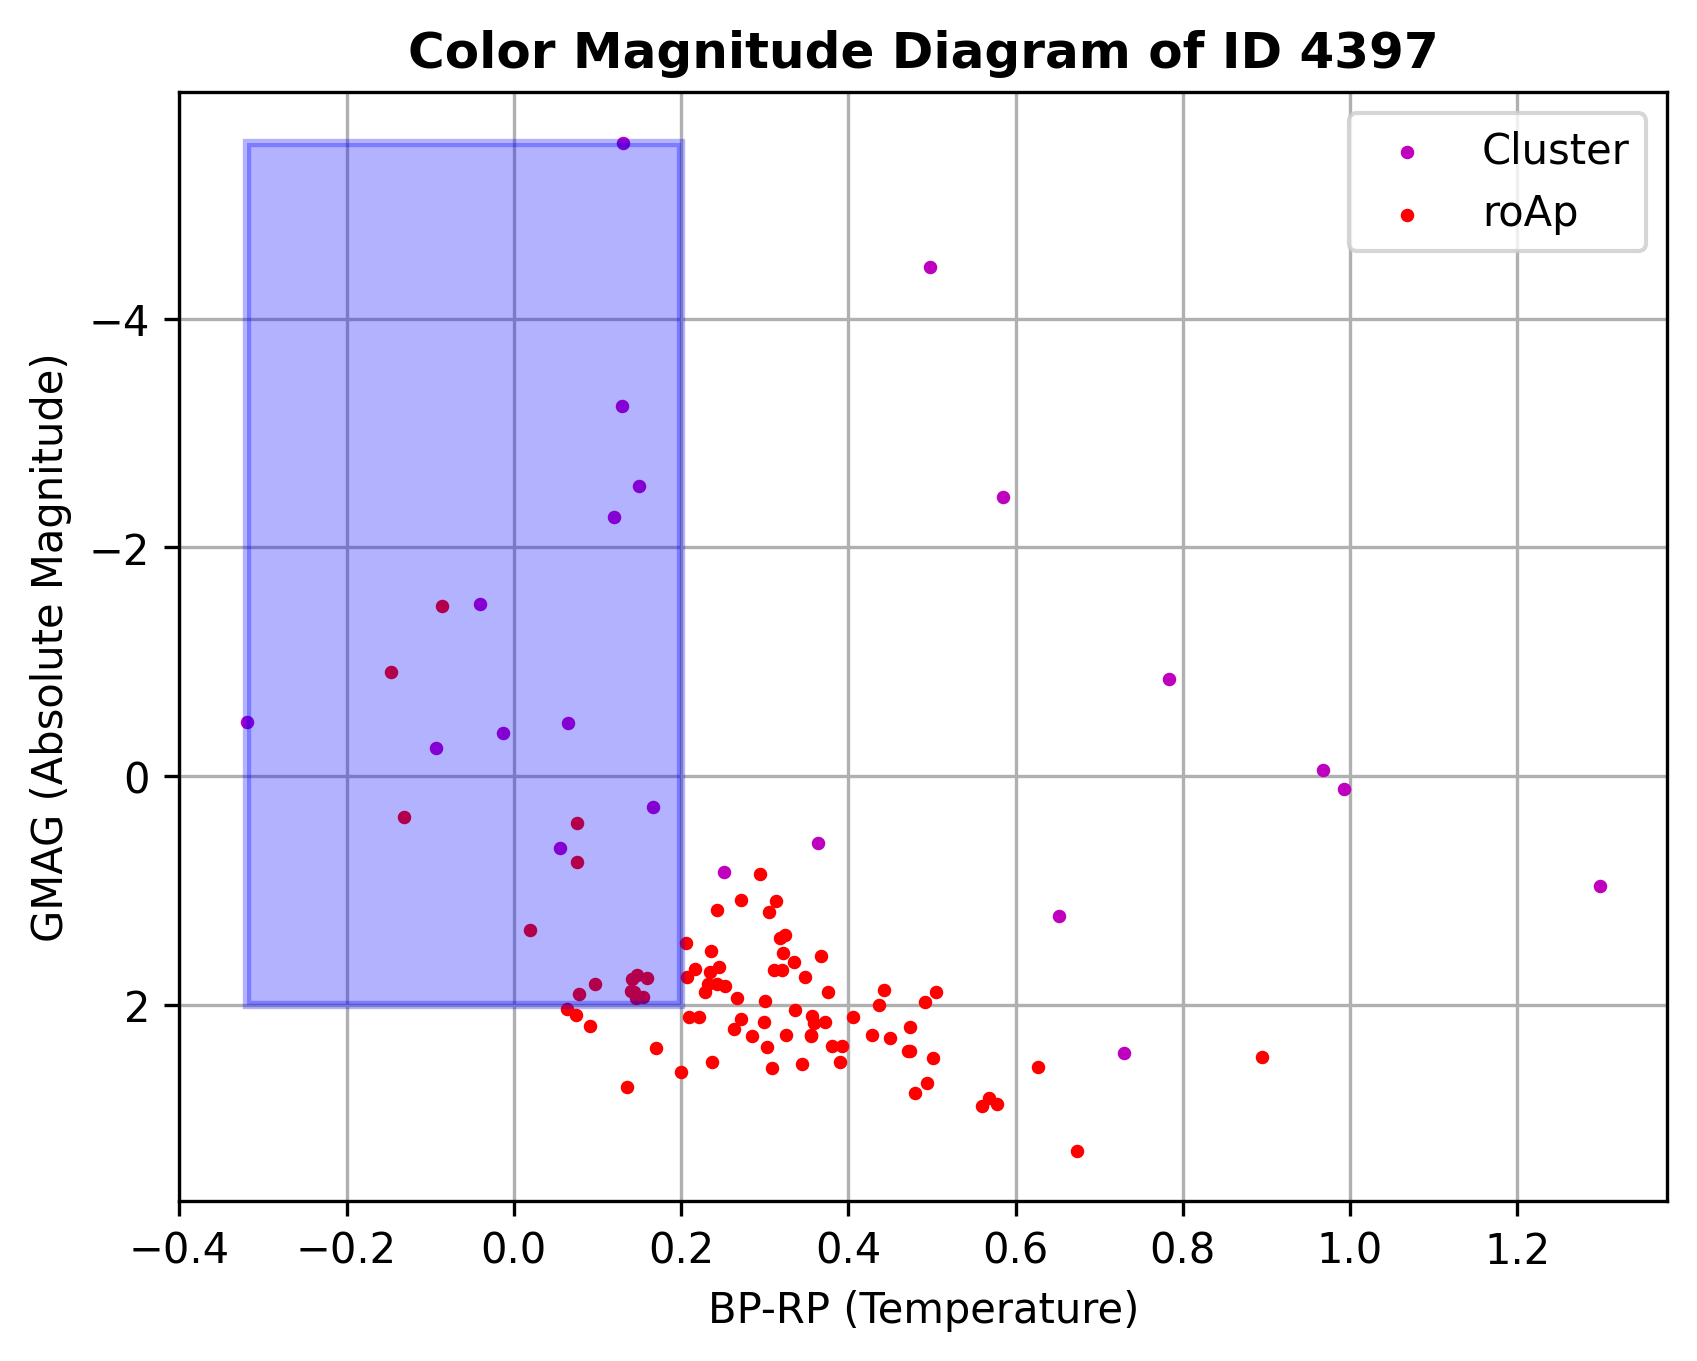 Color Magnitude Diagram of ID 4397
Cluster
roAp
−4
−2
0
2
GMAG (Absolute Magnitude)
−0.4 −0.2 0.0 0.2 0.4 0.6 0.8 1.0 1.2
BP-RP (Temperature)